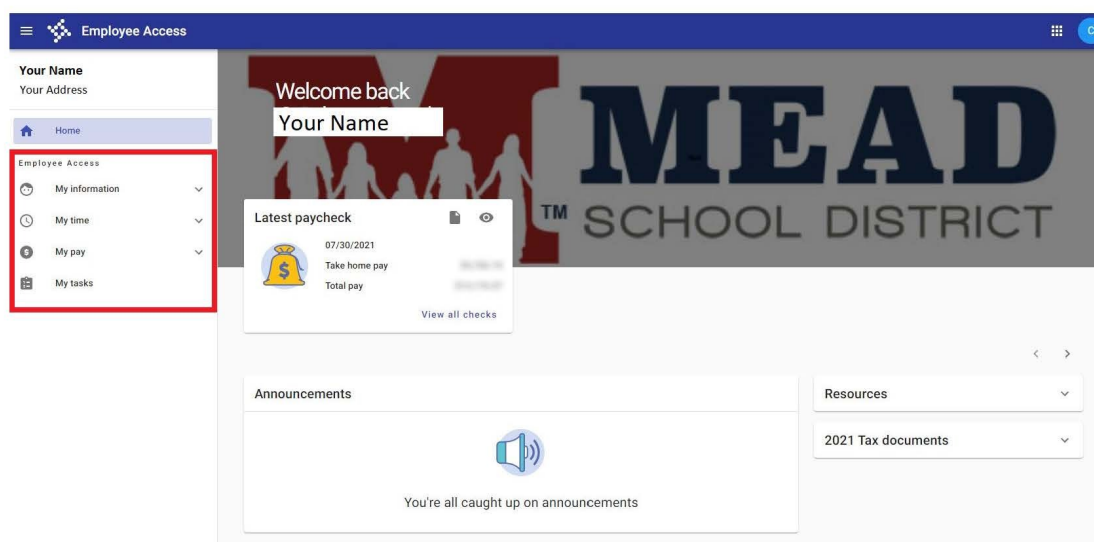 Employee Access
C
Your Name
Your Address
Home
Employee Access
My information
My time
My pay
My tasks
Welcome back
Your Name
MEAD
TM SCHOOL DISTRICT
Latest paycheck
07/30/2021
Take home pay
Total pay
View all checks
Announcements
You're all caught up on announcements
Resources
2021 Tax documents